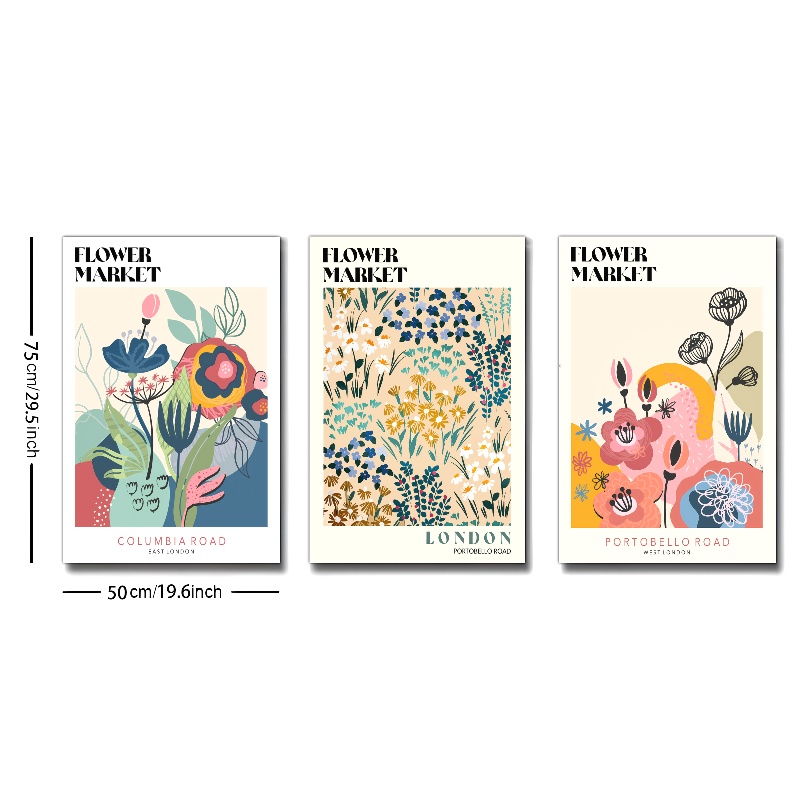 FLOWER
MARKET
COLUMBIA ROAD
EAST LONDON
FLOWER
MARKET
LONDON
PORTOBELLO ROAD
FLOWER
MARKET
PORTOBELLO ROAD
WEST LONDON
75cm/29.5inch
50cm/19.6inch